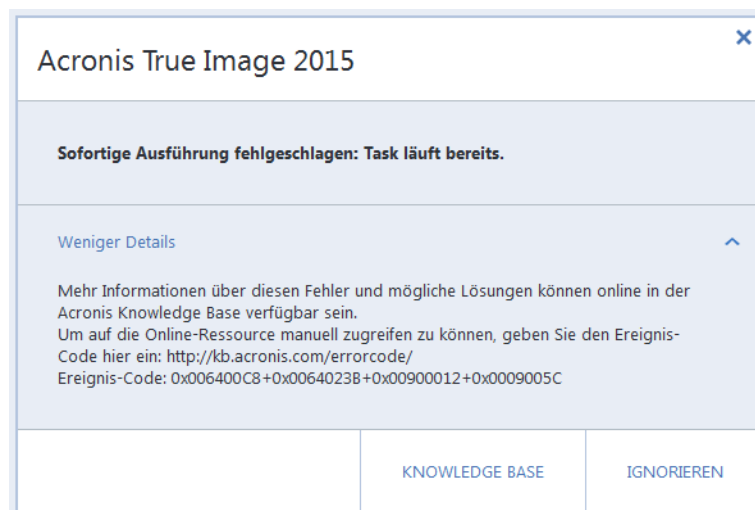 Acronis True Image 2015
Sofortige Ausführung fehlgeschlagen: Task läuft bereits.
Weniger Details
Mehr Informationen über diesen Fehler und mögliche Lösungen können online in der
Acronis Knowledge Base verfügbar sein.
Um auf die Online-Ressource manuell zugreifen zu können, geben Sie den Ereignis-
Code hier ein: http://kb.acronis.com/errorcode/
Ereignis-Code: 0x006400C8+0x0064023B+0x00900012+0x0009005C
KNOWLEDGE BASE
IGNORIEREN